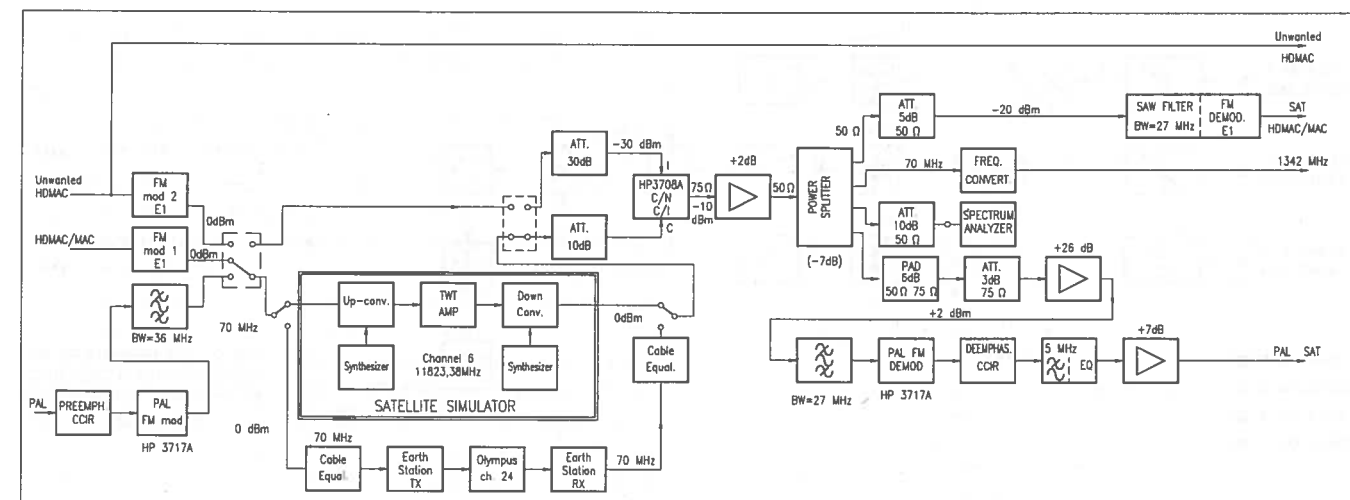 Unwanted
HDMAC
ATT.
5dB
50 Ω
-20 dBm
SAW FILTER
BW=27 MHz
FM
DEMOD.
E1
SAT
HDMAC/MAC
50 Ω
ATT.
30dB
-30 dBm
I
HP3708A
C/N
C/I
C
75Ω
-10
dBm
+2dB
50Ω
POWER
SPLITTER
(-7dB)
70 MHz
FREQ.
CONVERT.
1342 MHz
Unwanted
HDMAC
FM
mod 2
E1
0dBm
HDMAC/MAC
FM
mod 1
E1
0dBm
ATT.
10dB
ATT.
10dB
50 Ω
SPECTRUM
ANALYZER
PAD
6dB
50 Ω 75 Ω
ATT.
3dB
75 Ω
+26 dB
+2 dBm
BW=36 MHz
70 MHz
Up-conv.
TWT
AMP
Down
Conv.
Synthesizer
Channel 6
11823,38MHz
Synthesizer
SATELLITE SIMULATOR
0dBm
Cable
Equal.
PAL
PREEMPH.
CCIR
PAL
FM mod
HP 3717A
0 dBm
70 MHz
Cable
Equal.
Earth
Station
TX
Olympus
ch. 24
Earth
Station
RX
70 MHz
BW=27 MHz
PAL FM
DEMOD
HP 3717A
DEEMPHAS.
CCIR
5 MHz
EQ
+7dB
PAL SAT